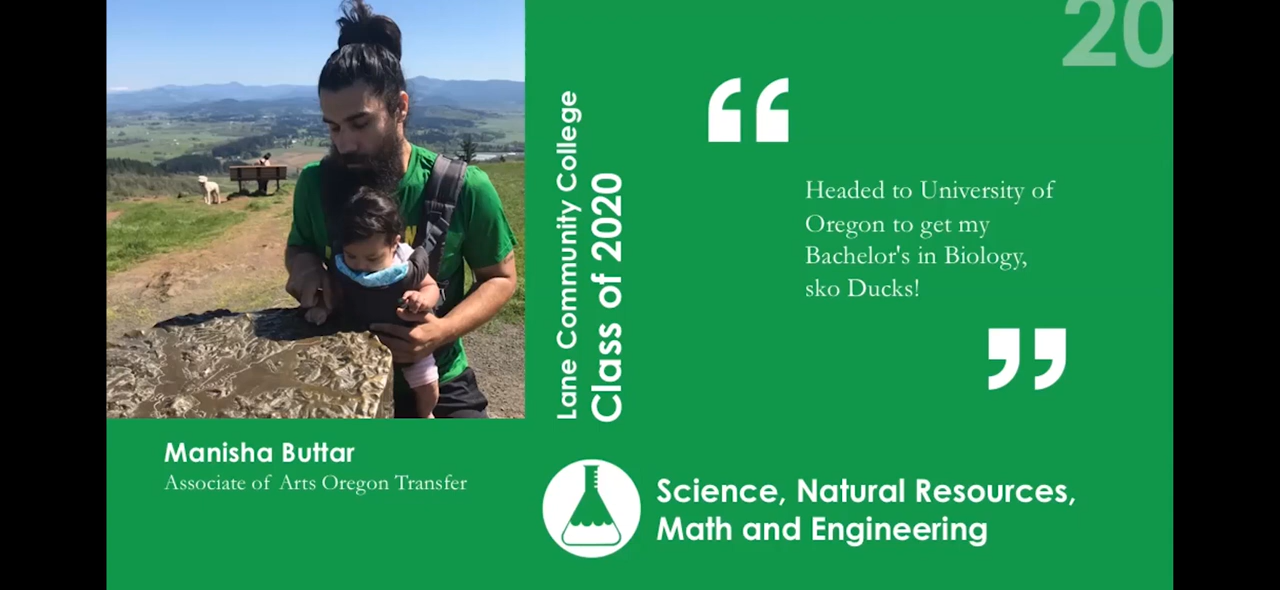 20
Lane Community College
Class of 2020
Headed to University of
Oregon to get my
Bachelor's in Biology,
sko Ducks!
Manisha Buttar
Associate of Arts Oregon Transfer
Science, Natural Resources,
Math and Engineering